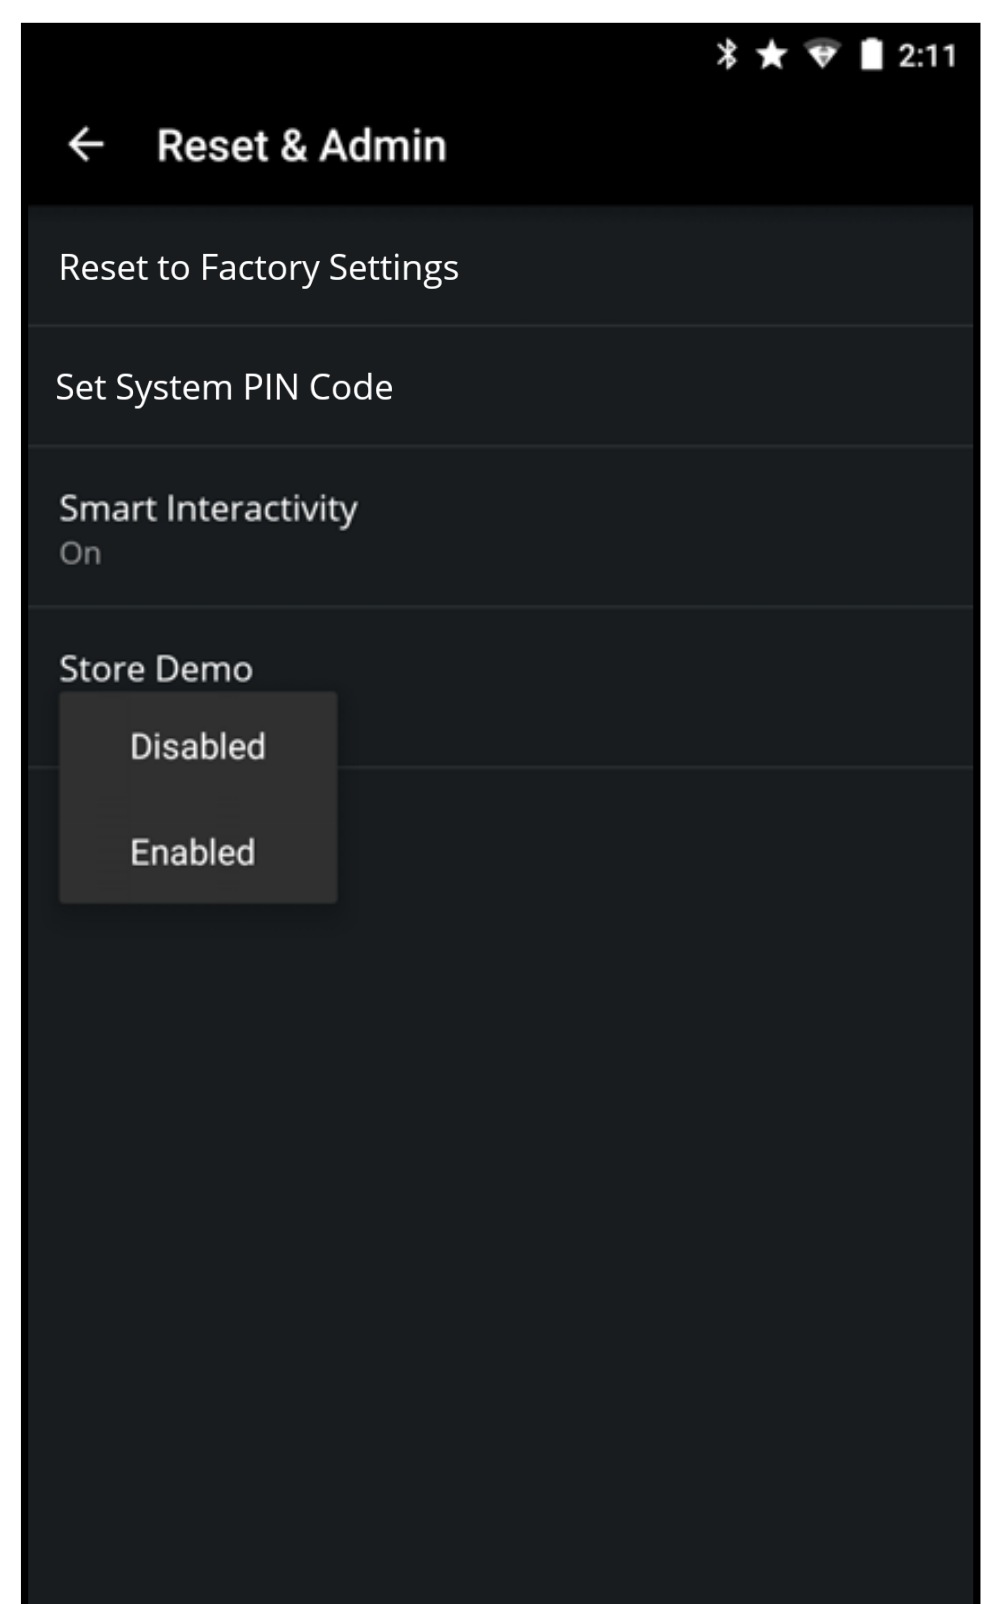 2:11
Reset & Admin
Reset to Factory Settings
Set System PIN Code
Smart Interactivity
On
Store Demo
Disabled
Enabled